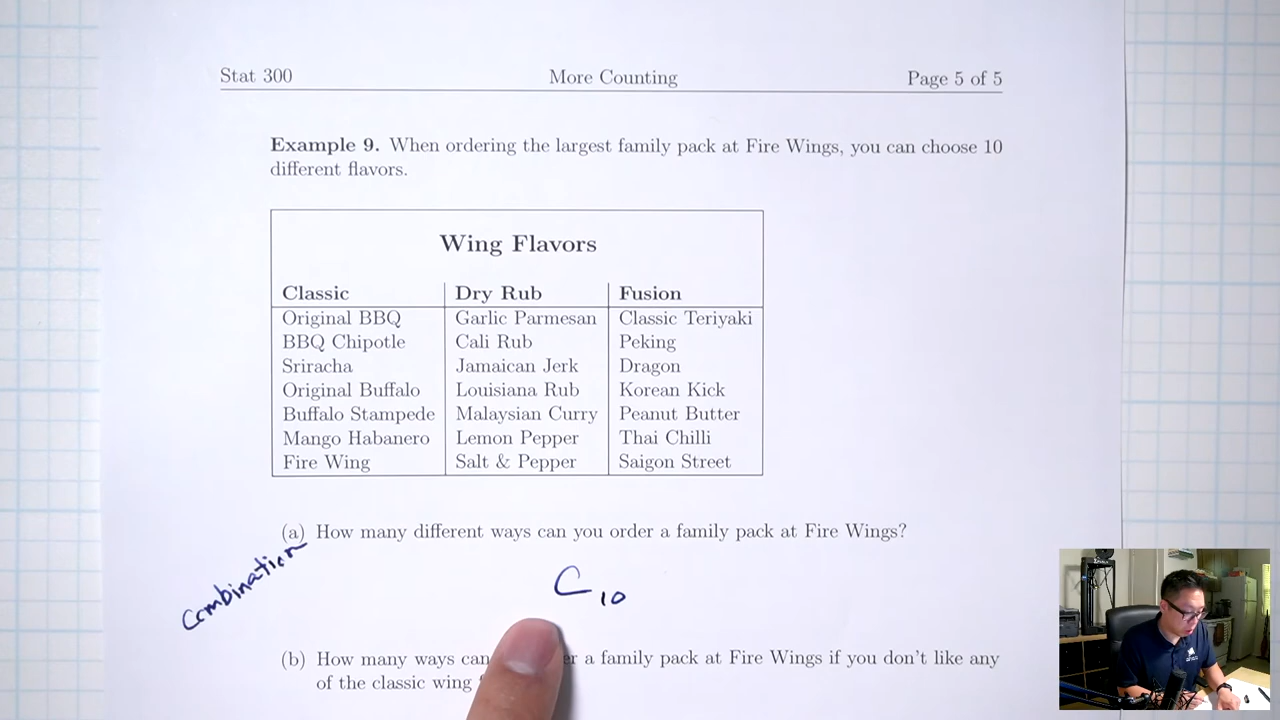 Stat 300 More Counting Page 5 of 5
Example 9. When ordering the largest family pack at Fire Wings, you can choose 10
different flavors.
Wing Flavors
Classic Dry Rub Fusion
Original BBQ Garlic Parmesan Classic Teriyaki
BBQ Chipotle Cali Rub Peking
Sriracha Jamaican Jerk Dragon
Original Buffalo Louisiana Rub Korean Kick
Buffalo Stampede Malaysian Curry Peanut Butter
Mango Habanero Lemon Pepper Thai Chilli
Fire Wing Salt & Pepper Saigon Street
(a) How many different ways can you order a family pack at Fire Wings?
Combination
C 10
(b) How many ways can er a family pack at Fire Wings if you don't like any
of the classic wing